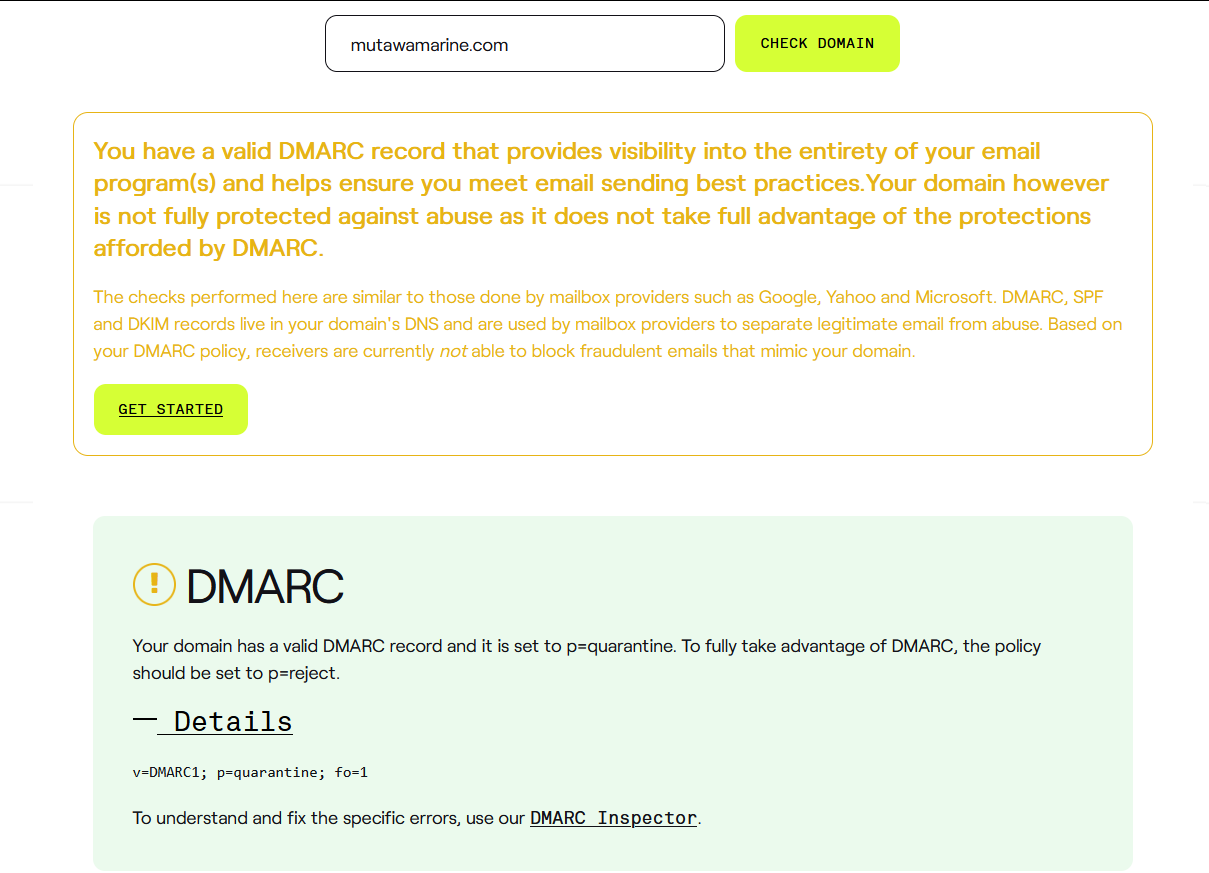 mutawamarine.com
CHECK DOMAIN
You have a valid DMARC record that provides visibility into the entirety of your email
program(s) and helps ensure you meet email sending best practices.Your domain however
is not fully protected against abuse as it does not take full advantage of the protections
afforded by DMARC.
The checks performed here are similar to those done by mailbox providers such as Google, Yahoo and Microsoft. DMARC, SPF
and DKIM records live in your domain's DNS and are used by mailbox providers to separate legitimate email from abuse. Based on
your DMARC policy, receivers are currently not able to block fraudulent emails that mimic your domain.
GET STARTED
DMARC
Your domain has a valid DMARC record and it is set to p=quarantine. To fully take advantage of DMARC, the policy
should be set to p=reject.
— Details
v=DMARC1; p=quarantine; fo=1
To understand and fix the specific errors, use our DMARC Inspector.